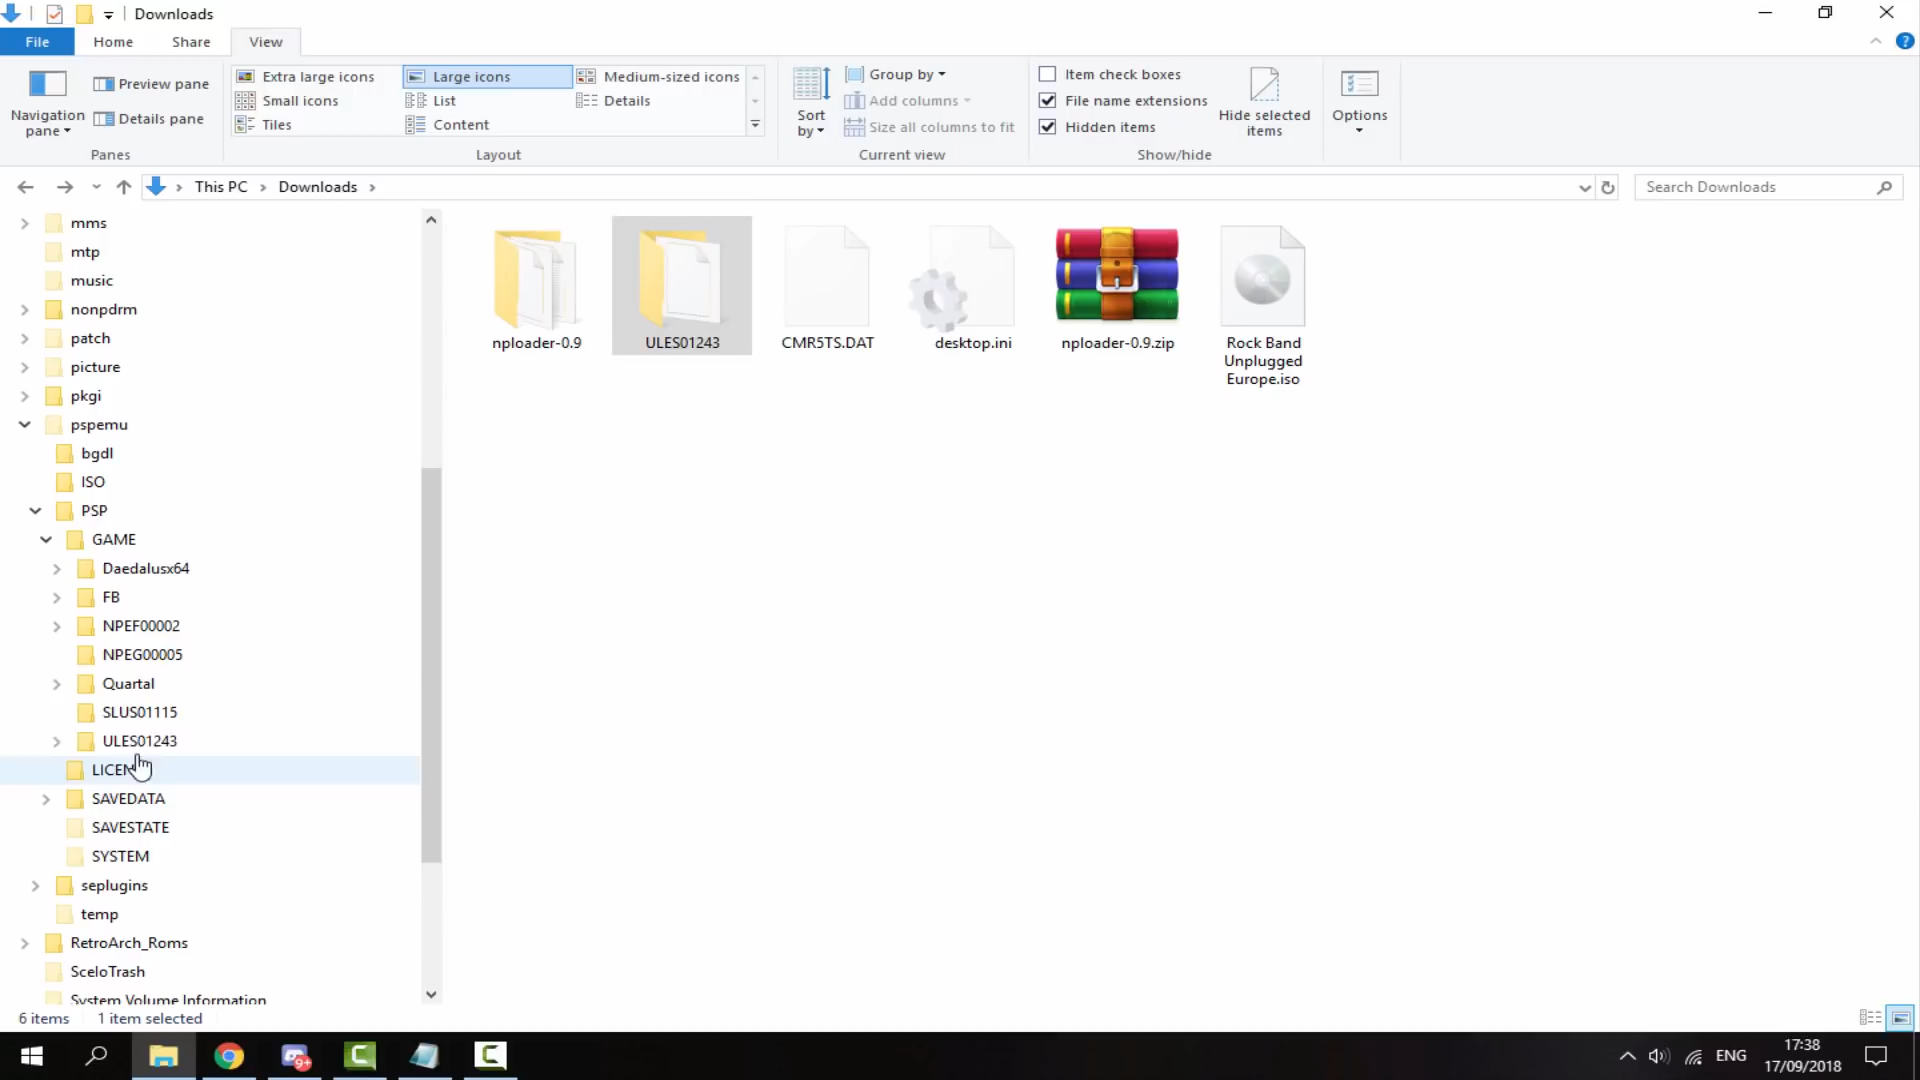 Downloads
File
Home
Share
View
Navigation
pane
Preview pane
Details pane
Panes
Extra large icons
Large icons
Medium-sized icons
Small icons
List
Details
Tiles
Content
Layout
Sort
by
Group by
Add columns
Size all columns to fit
Current view
Item check boxes
File name extensions
Hidden items
Hide selected
items
Show/hide
Options
This PC
Downloads
Search Downloads
mms
mtp
music
nonpdrm
patch
picture
pkgi
pspemu
bgdl
ISO
PSP
GAME
Daedalusx64
FB
NPEF00002
NPEG00005
Quartal
SLUS01115
ULES01243
SAVEDATA
SAVESTATE
SYSTEM
seplugins
temp
RetroArch_Roms
SceloTrash
System Volume Information
nploader-0.9
ULES01243
CMR5TS.DAT
desktop.ini
nploader-0.9.zip
Rock Band
Unplugged
Europe.iso
6 items
1 item selected
9+
ENG
17:38
17/09/2018